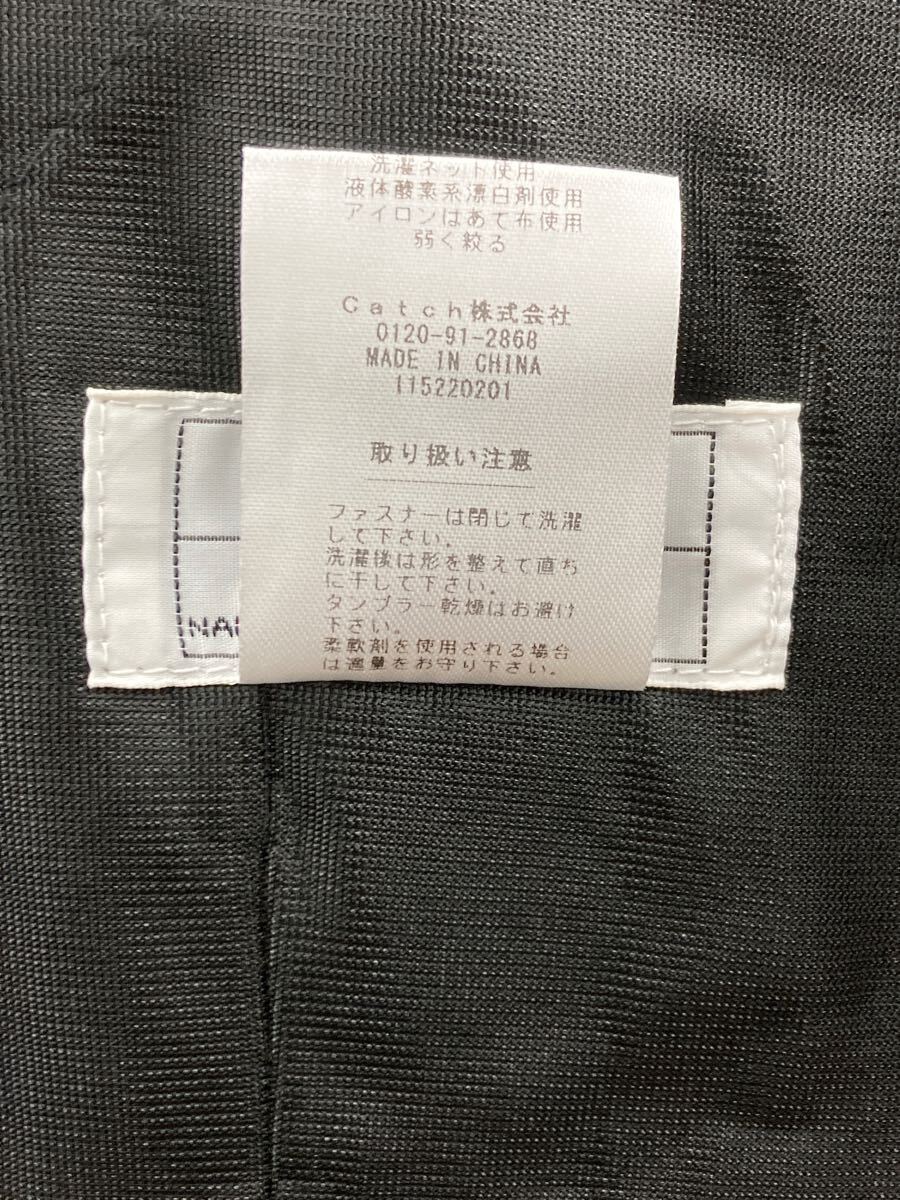 洗濯ネット使用
液体酸素系漂白剤使用
アイロンはあて布使用
弱く絞る
Catch株式会社
0120-91-2868
MADE IN CHINA
115220201
取り扱い注意
ファスナーは閉じて洗濯
して下さい。
洗濯後は形を整えて直ち
に干して下さい。
タンブラー乾燥はお避け
下さい。
柔軟剤を使用される場合
は適量をお守り下さい。